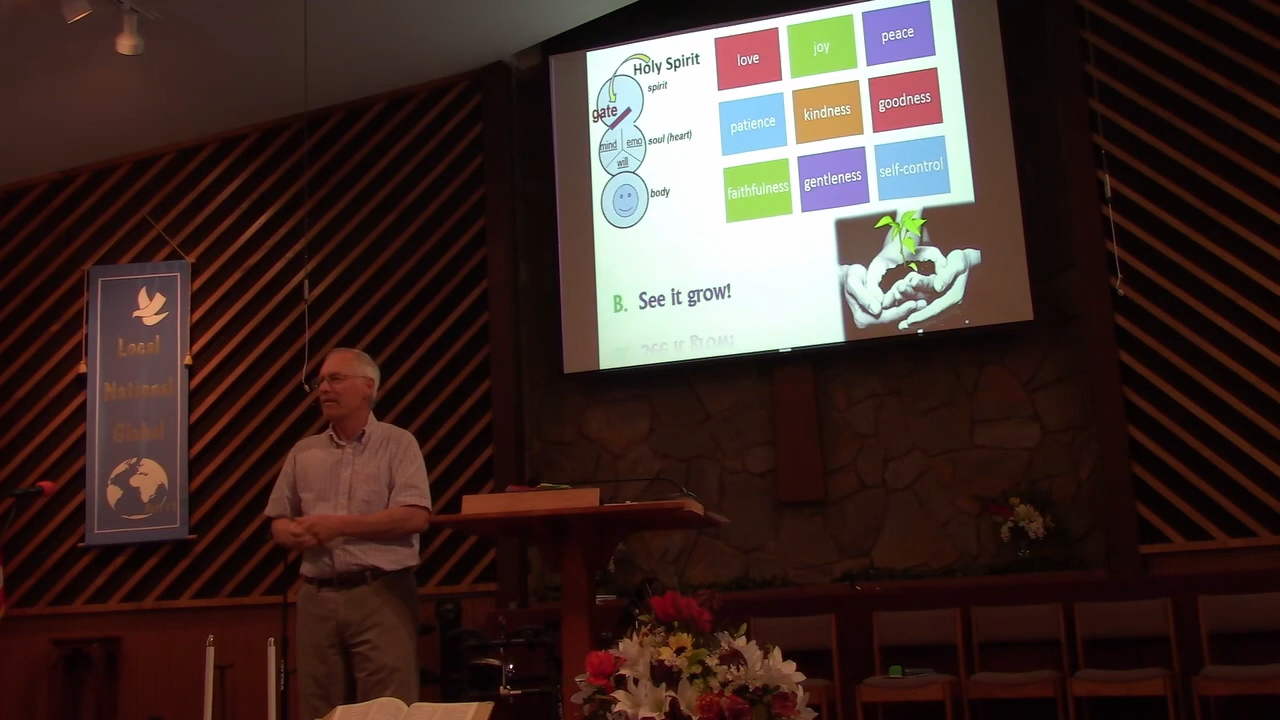 Holy Spirit
spirit
gate
mind emo
soul (heart)
will
body
love joy peace
patience kindness goodness
faithfulness gentleness self-control
B. See it grow!
Local
National
Global